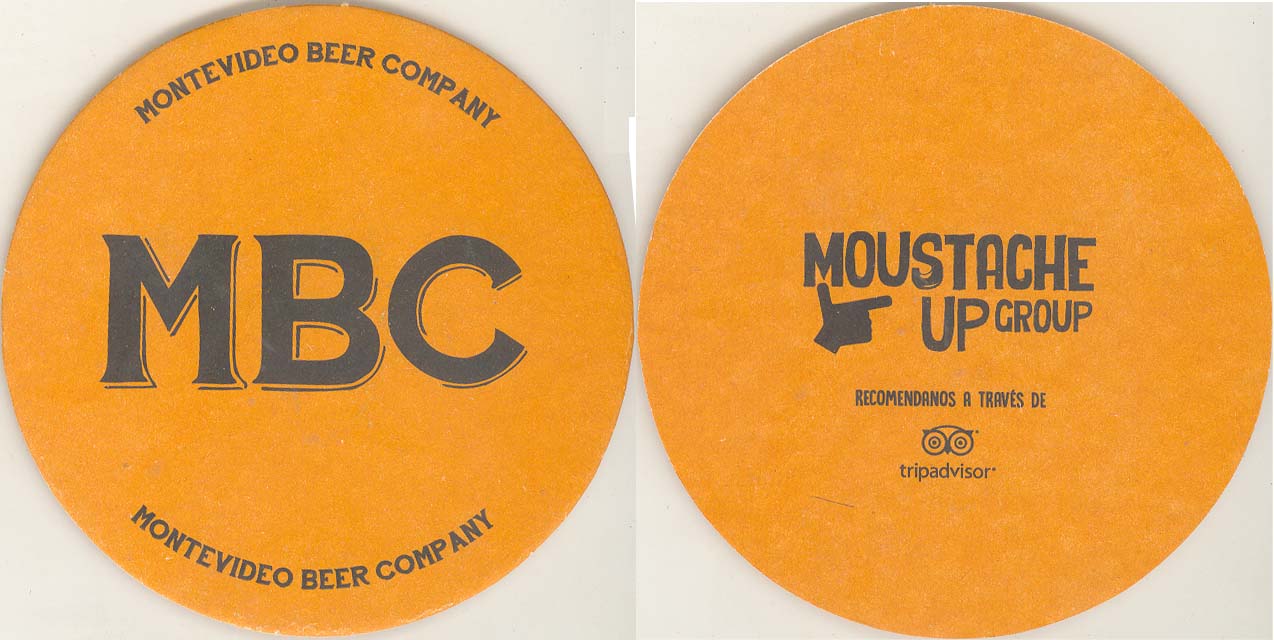 MONTEVIDEO BEER COMPANY
MBC
MONTEVIDEO BEER COMPANY
MOUSTACHE
UP GROUP
RECOMENDANOS A TRAVÉS DE
tripadvisor®